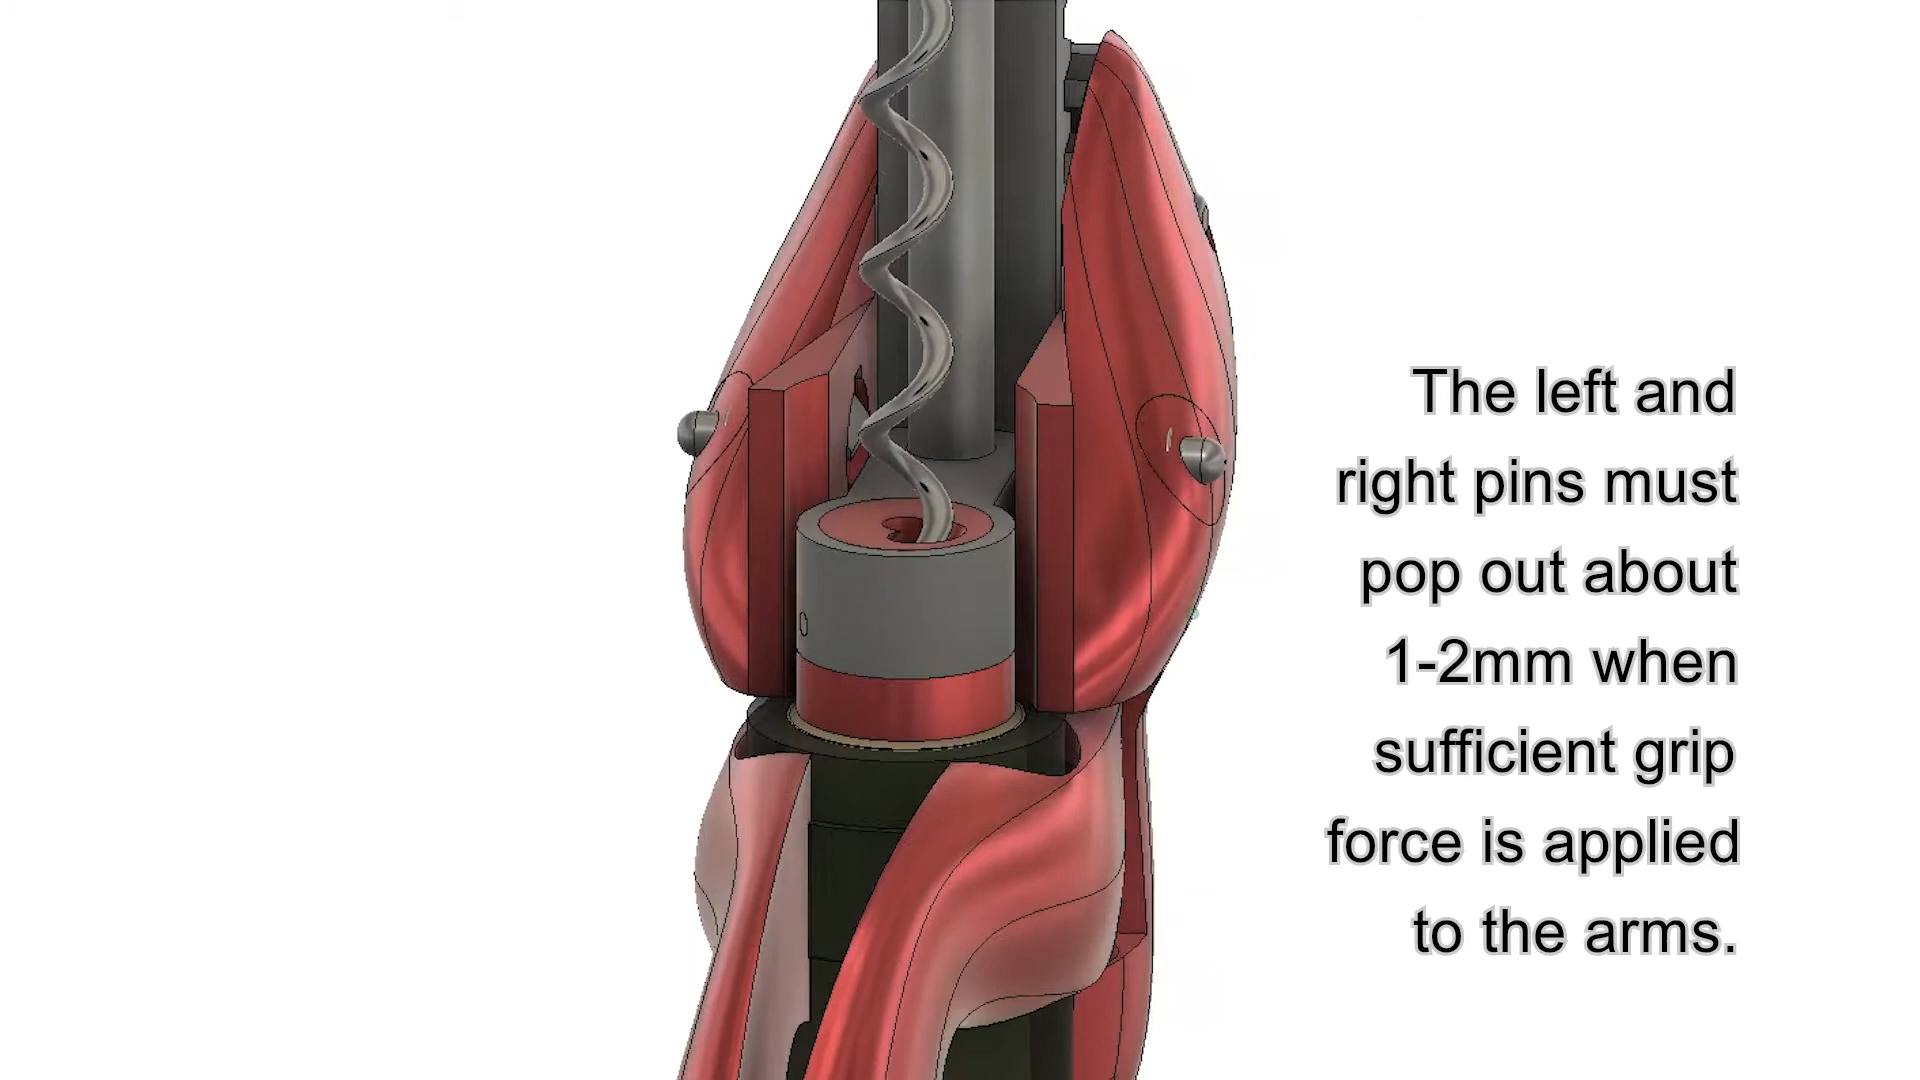 The left and
right pins must
pop out about
1-2mm when
sufficient grip
force is applied
to the arms.